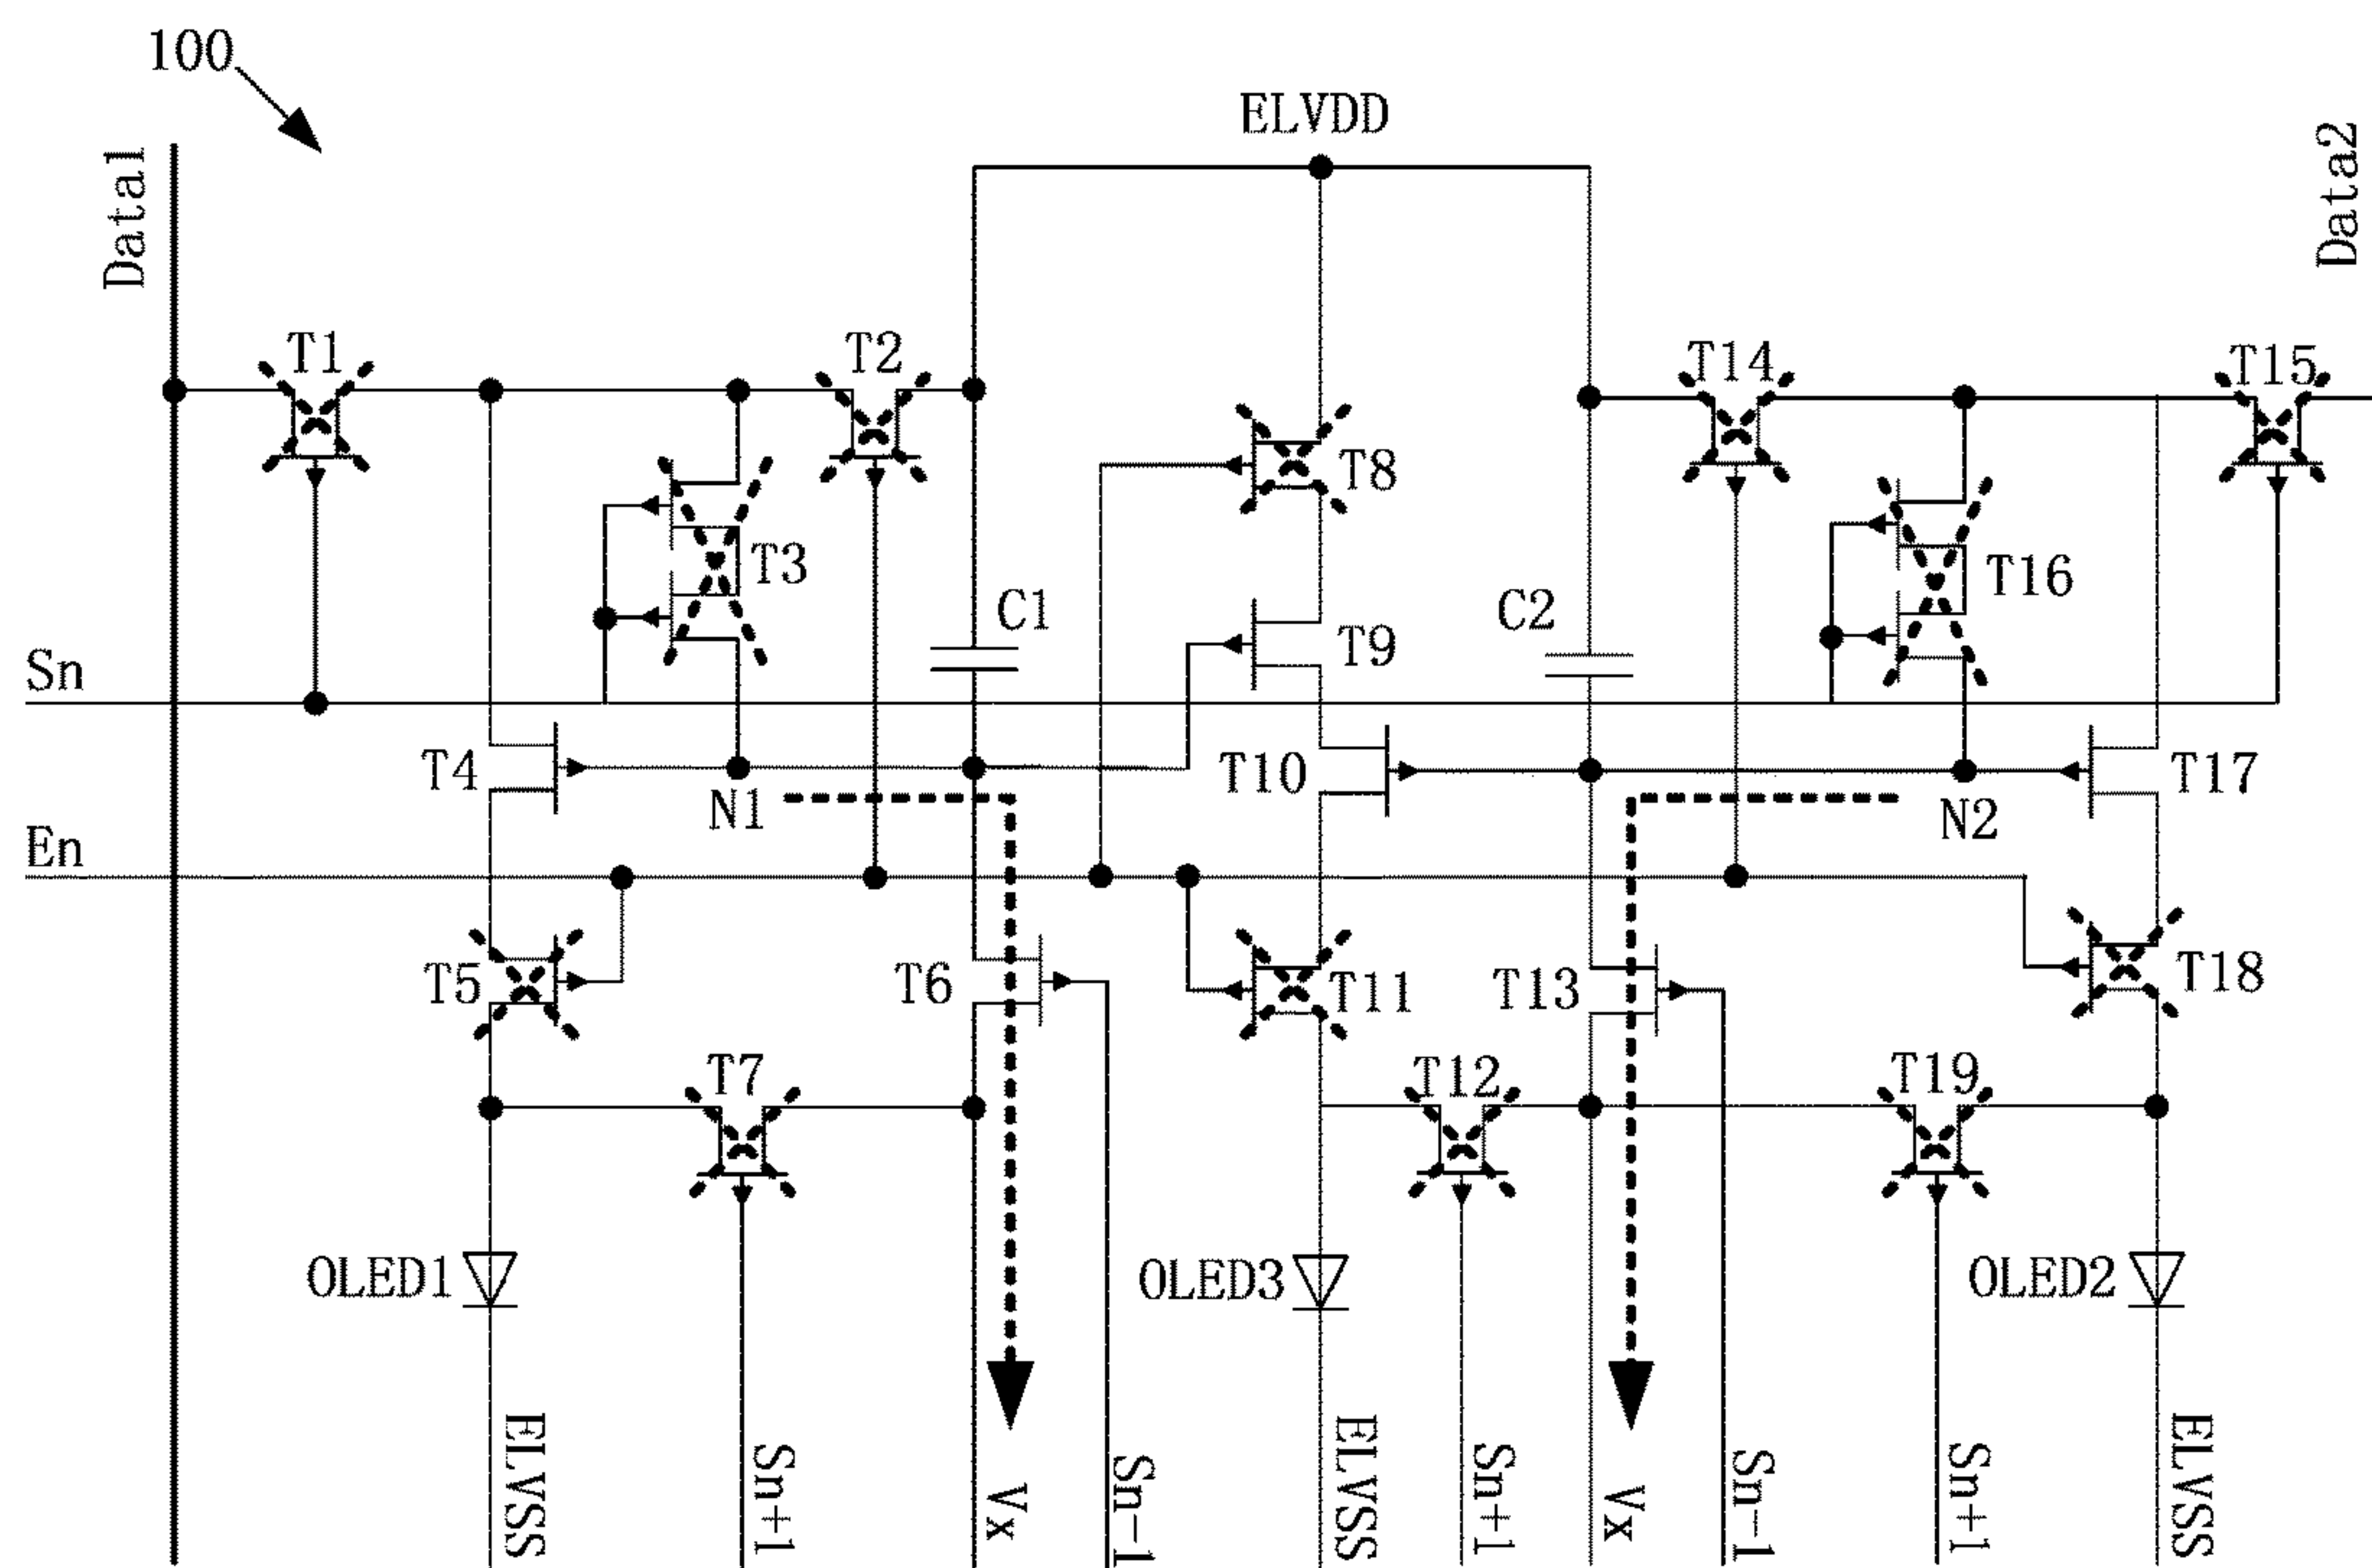 100
ELVDD
Data1
Data2
T1
T2
T14
T15
T8
T3
T16
C1
C2
T9
Sn
T4
T10
T17
N1
N2
En
T5
T6
T11
T13
T18
T7
T12
T19
OLED1
OLED3
OLED2
ELVSS
Sn+1
Vx
Sn-1
ELVSS
Sn+1
Vx
Sn-1
Sn+1
ELVSS